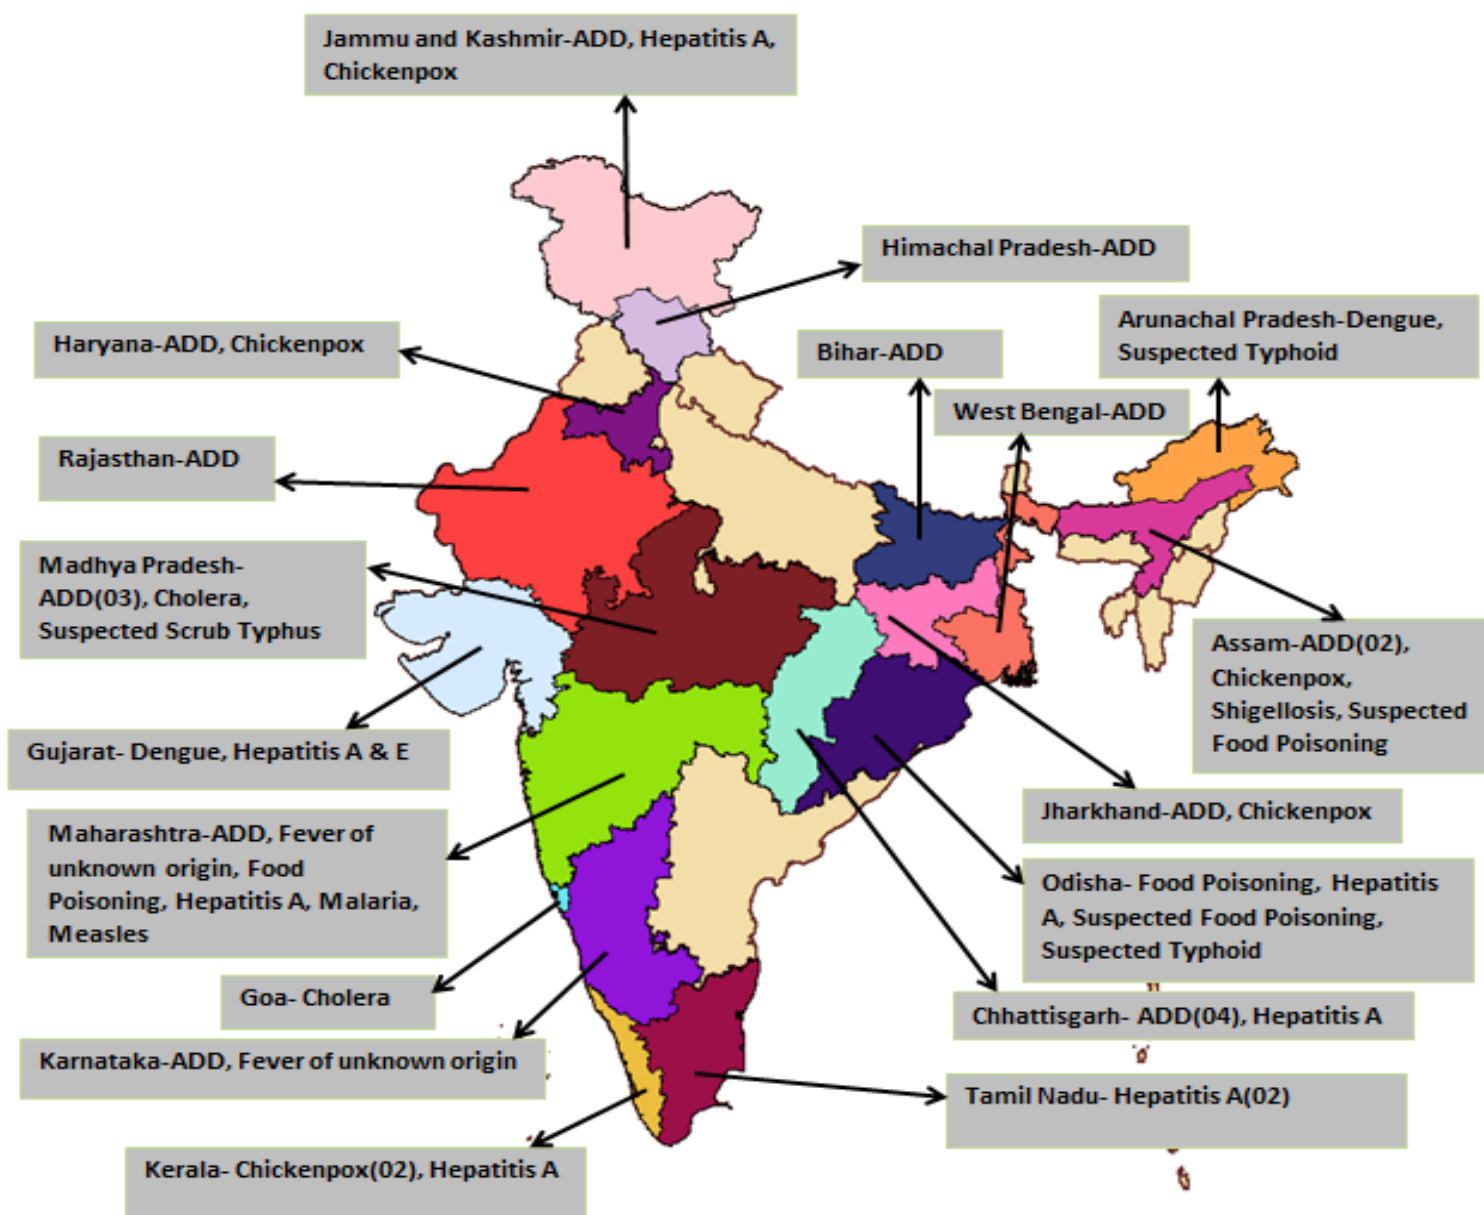 Jammu and Kashmir-ADD, Hepatitis A,
Chickenpox
Himachal Pradesh-ADD
Haryana-ADD, Chickenpox
Bihar-ADD
Arunachal Pradesh-Dengue,
Suspected Typhoid
West Bengal-ADD
Rajasthan-ADD
Madhya Pradesh-
ADD(03), Cholera,
Suspected Scrub Typhus
Assam-ADD(02),
Chickenpox,
Shigellosis, Suspected
Food Poisoning
Gujarat- Dengue, Hepatitis A & E
Jharkhand-ADD, Chickenpox
Maharashtra-ADD, Fever of
unknown origin, Food
Poisoning, Hepatitis A, Malaria,
Measles
Odisha- Food Poisoning, Hepatitis
A, Suspected Food Poisoning,
Suspected Typhoid
Goa- Cholera
Chhattisgarh- ADD(04), Hepatitis A
Karnataka-ADD, Fever of unknown origin
Tamil Nadu- Hepatitis A(02)
Kerala- Chickenpox(02), Hepatitis A